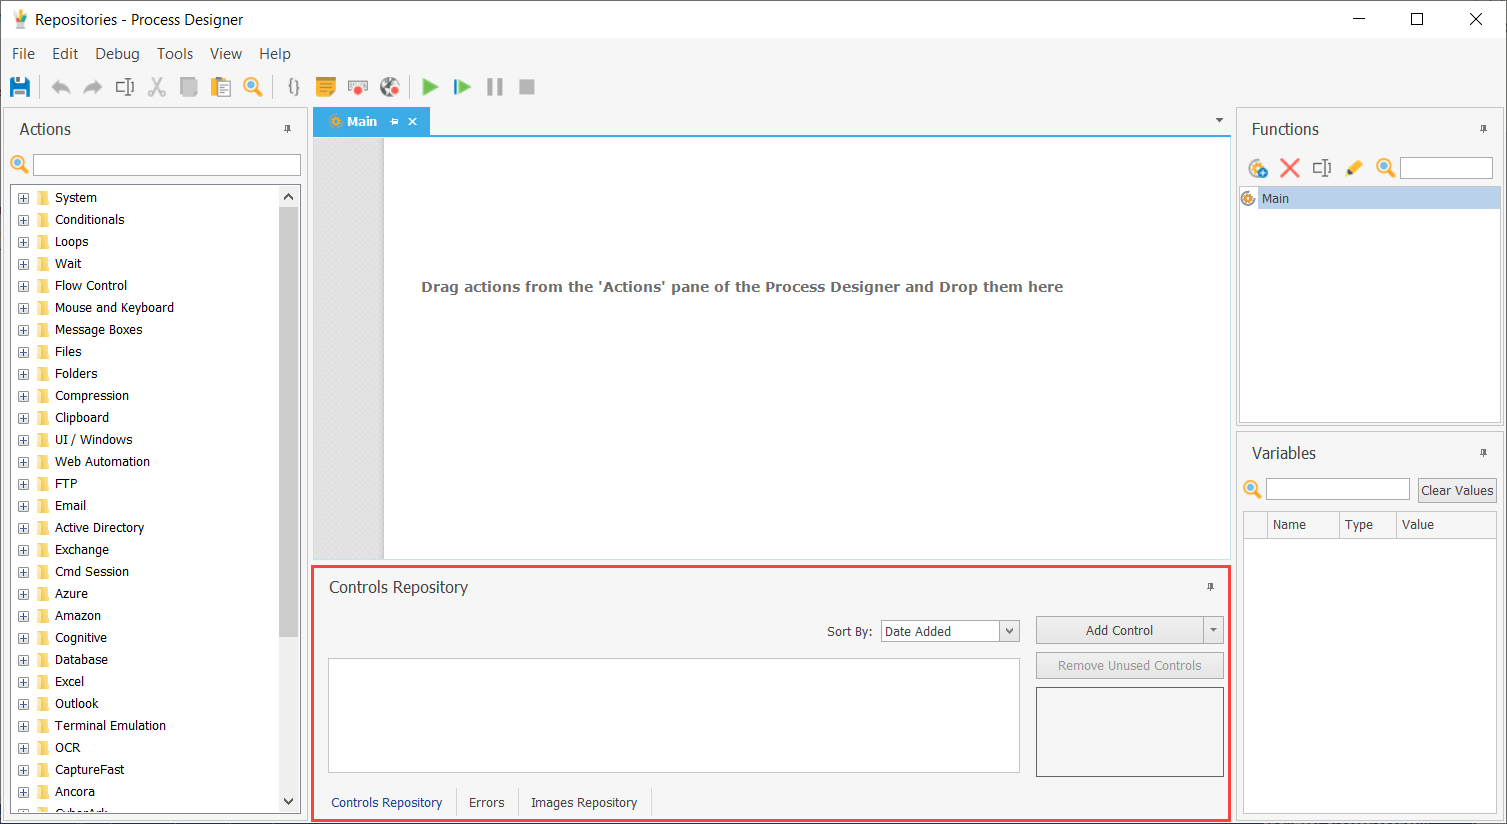 Repositories - Process Designer
File Edit Debug Tools View Help
Actions
System
Conditionals
Loops
Wait
Flow Control
Mouse and Keyboard
Message Boxes
Files
Folders
Compression
Clipboard
UI / Windows
Web Automation
FTP
Email
Active Directory
Exchange
Cmd Session
Azure
Amazon
Cognitive
Database
Excel
Outlook
Terminal Emulation
OCR
CaptureFast
Ancora
CyberArk
Main
Drag actions from the 'Actions' pane of the Process Designer and Drop them here
Controls Repository
Sort By: Date Added
Add Control
Remove Unused Controls
Controls Repository Errors Images Repository
Functions
Main
Variables
Clear Values
Name Type Value